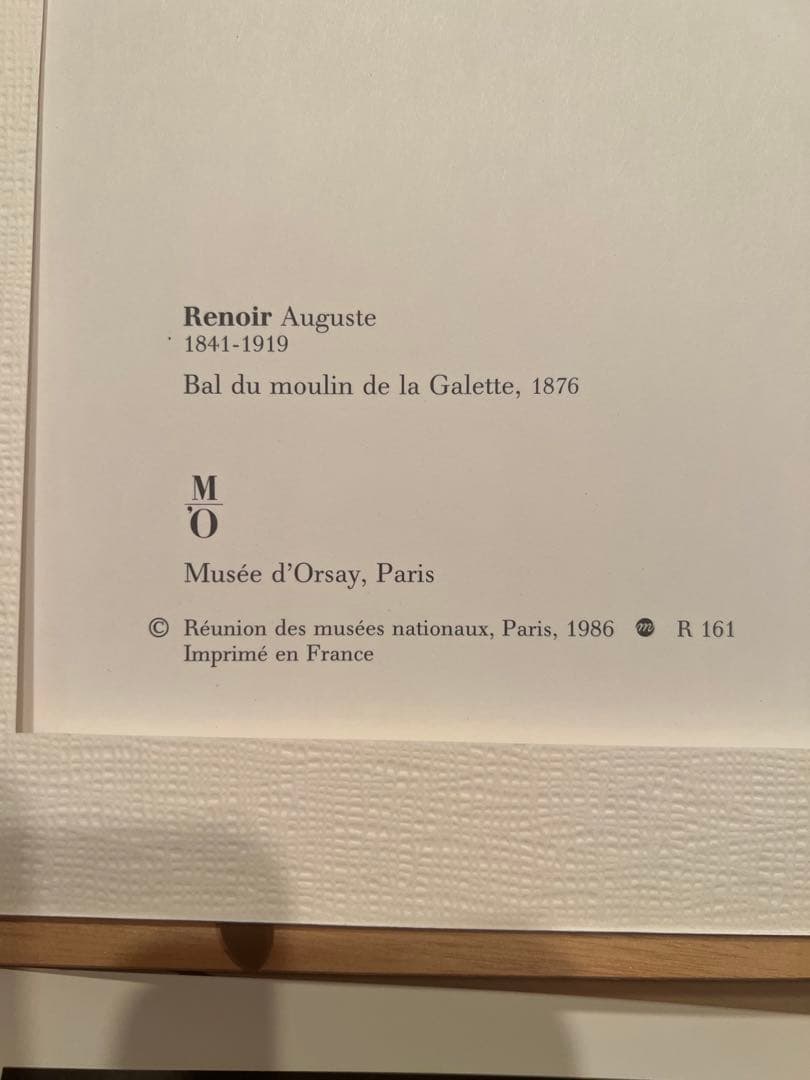 Renoir Auguste
1841-1919
Bal du moulin de la Galette, 1876
M
'O
Musée d'Orsay, Paris
© Réunion des musées nationaux, Paris, 1986 m R 161
Imprimé en France